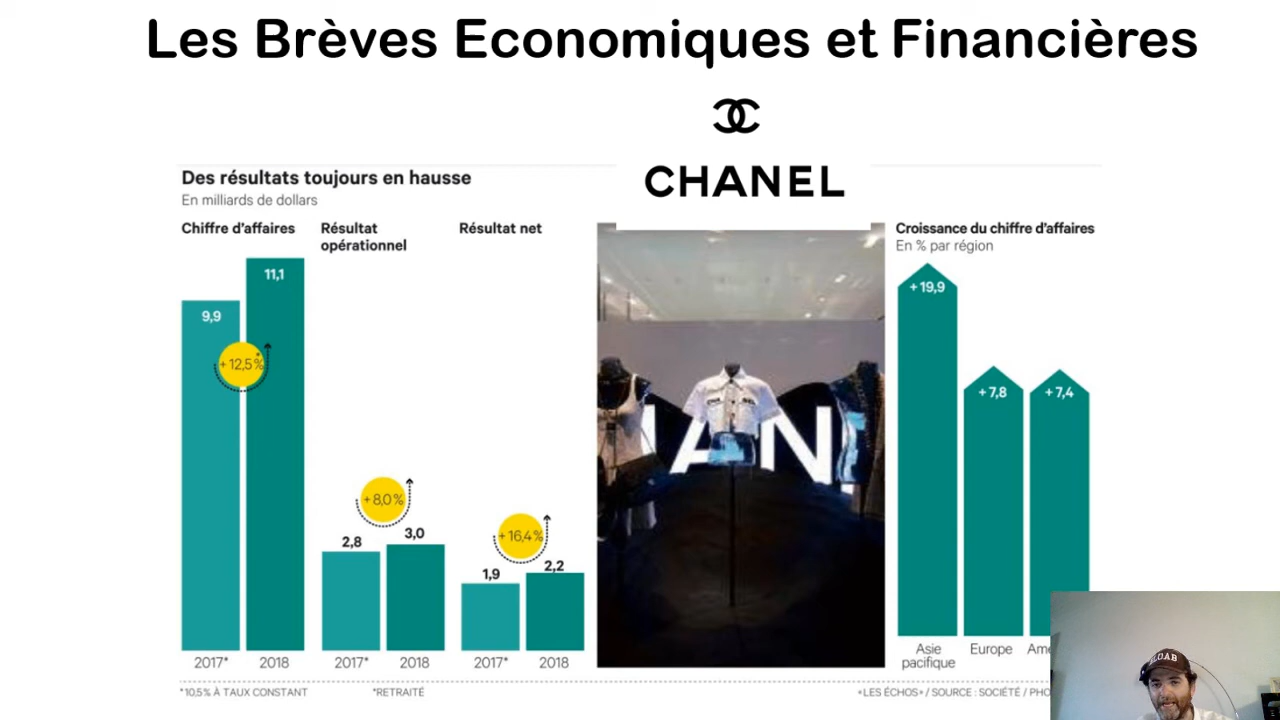 Les Brèves Economiques et Financières
CHANEL
Des résultats toujours en hausse
En milliards de dollars
Chiffre d'affaires
9,9
11,1
+ 12,5 %*
2017*
2018
Résultat
opérationnel
2,8
3,0
+ 8,0 %
2017*
2018
Résultat net
1,9
2,2
+ 16,4 %
2017*
2018
AN
Croissance du chiffre d'affaires
En % par région
+ 19,9
+ 7,8
+ 7,4
Asie
pacifique
Europe
*10,5% À TAUX CONSTANT
*RETRAITÉ
«LES ÉCHOS» / SOURCE : SOCIÉTÉ /